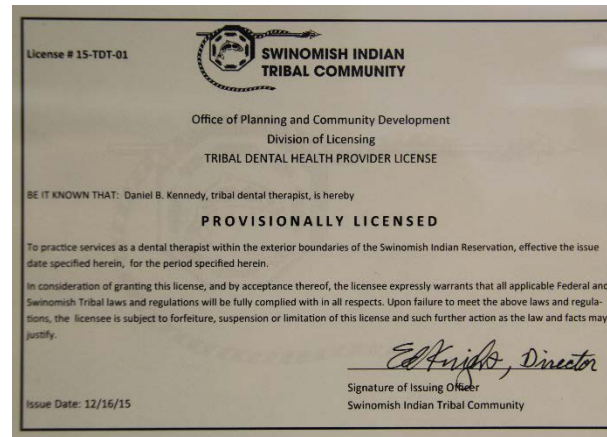 License # 15-TDT-01
SWINOMISH INDIAN
TRIBAL COMMUNITY
Office of Planning and Community Development
Division of Licensing
TRIBAL DENTAL HEALTH PROVIDER LICENSE
BE IT KNOWN THAT: Daniel B. Kennedy, tribal dental therapist, is hereby
PROVISIONALLY LICENSED
To practice services as a dental therapist within the exterior boundaries of the Swinomish Indian Reservation, effective the issue
date specified herein, for the period specified herein.
In consideration of granting this license, and by acceptance thereof, the licensee expressly warrants that all applicable Federal and
Swinomish Tribal laws and regulations will be fully complied with in all respects. Upon failure to meet the above laws and regula-
tions, the licensee is subject to forfeiture, suspension or limitation of this license and such further action as the law and facts may
justify.
Ed Knight, Director
Signature of Issuing Officer
Issue Date: 12/16/15
Swinomish Indian Tribal Community